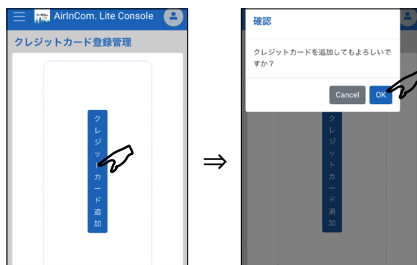 AirInCom. Lite Console
クレジットカード登録管理
クレジットカード追加
⇒
確認
クレジットカードを追加してもよろしいで
すか？
Cancel
OK
クレジットカード追加